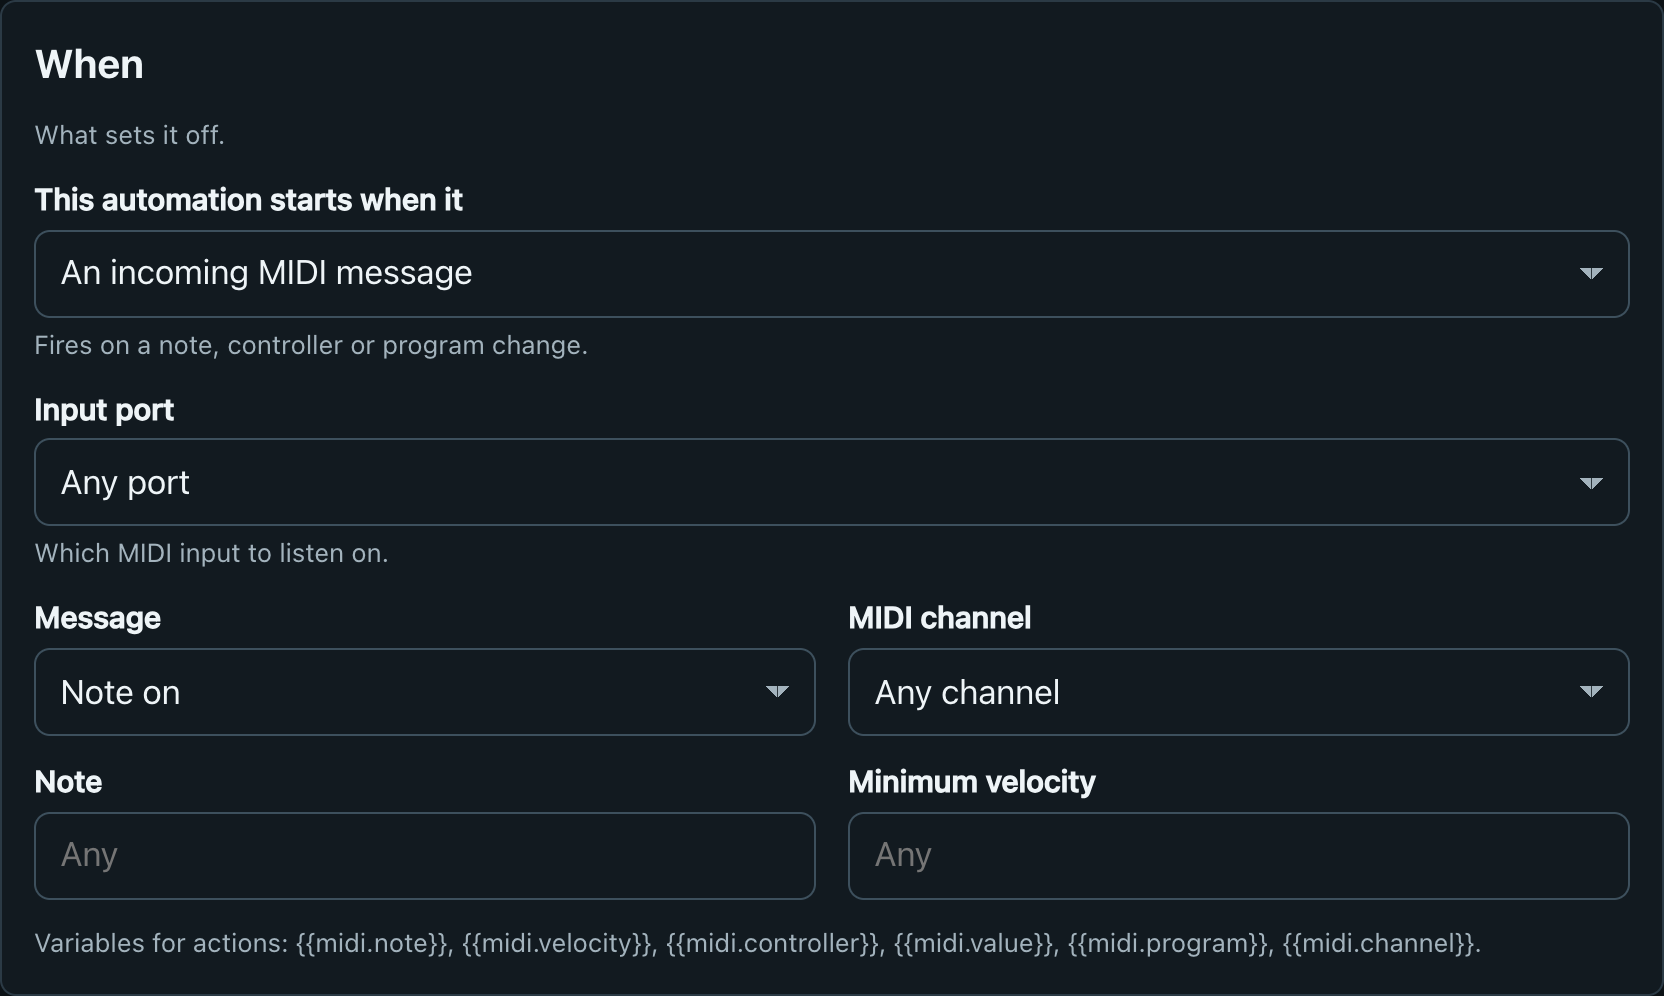 When
What sets it off.
This automation starts when it
An incoming MIDI message
Fires on a note, controller or program change.
Input port
Any port
Which MIDI input to listen on.
Message
MIDI channel
Note on
Any channel
Note
Minimum velocity
Any
Any
Variables for actions: {{midi.note}}, {{midi.velocity}}, {{midi.controller}}, {{midi.value}}, {{midi.program}}, {{midi.channel}}.